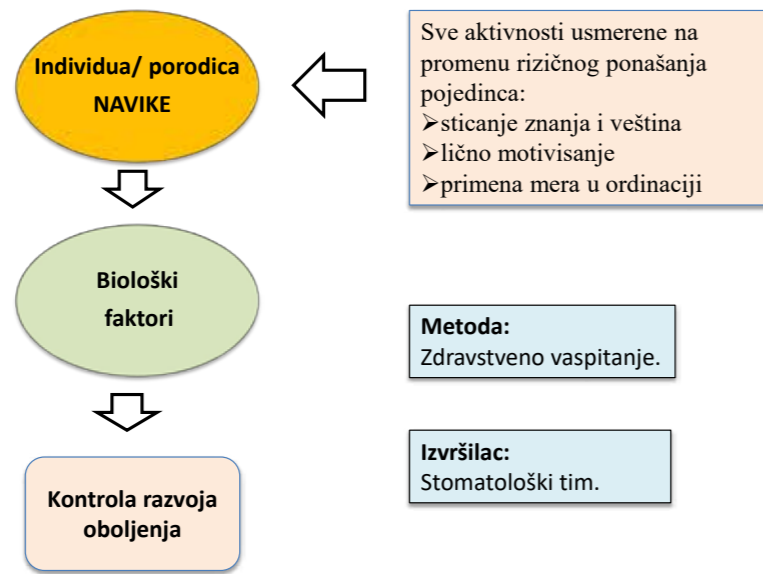 Individua/ porodica
NAVIKE
Sve aktivnosti usmerene na
promenu rizičnog ponašanja
pojedinca:
➢sticanje znanja i veština
➢lično motivisanje
➢primena mera u ordinaciji
Biološki
faktori
Metoda:
Zdravstveno vaspitanje.
Izvršilac:
Stomatološki tim.
Kontrola razvoja
oboljenja